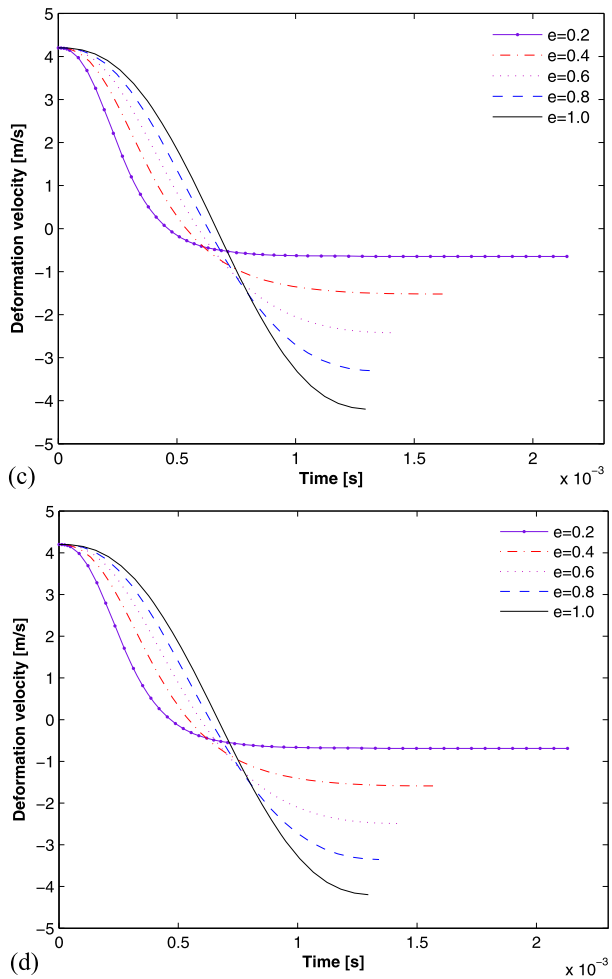 5
4
3
2
1
0
−1
−2
−3
−4
−5
Deformation velocity [m/s]
e=0.2
e=0.4
e=0.6
e=0.8
e=1.0
0 0.5 1 1.5 2
Time [s]
x 10⁻³
(c)
5
4
3
2
1
0
−1
−2
−3
−4
−5
Deformation velocity [m/s]
e=0.2
e=0.4
e=0.6
e=0.8
e=1.0
0 0.5 1 1.5 2
Time [s]
x 10⁻³
(d)